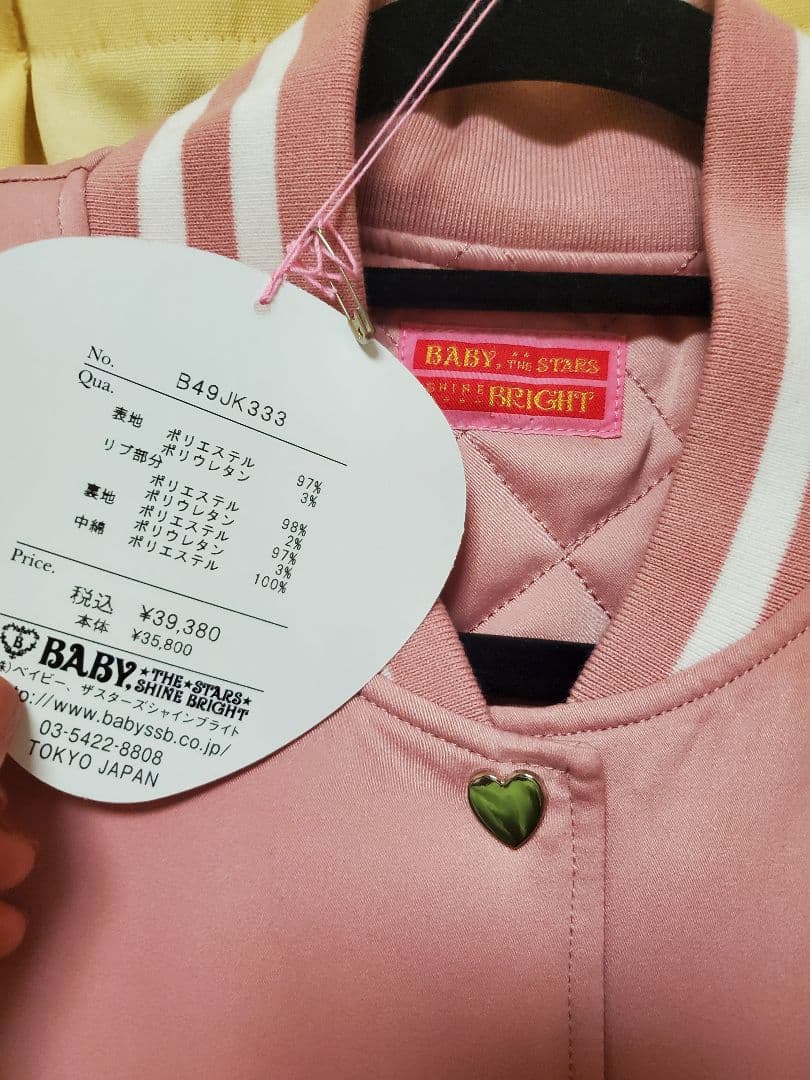 No. B49JK333
Qua.
表地 ポリエステル 97%
ポリウレタン 3%
リブ部分
ポリエステル 98%
ポリウレタン 2%
裏地 ポリエステル 97%
ポリウレタン 3%
中綿 ポリエステル 100%
Price.
税込 ¥39,380
本体 ¥35,800
B
BABY, ★THE★STARS★
SHINE BRIGHT
㈱ベイビー、ザスターズシャインブライト
://www.babyssb.co.jp/
03-5422-8808
TOKYO JAPAN
BABY, THE STARS
SHINE BRIGHT